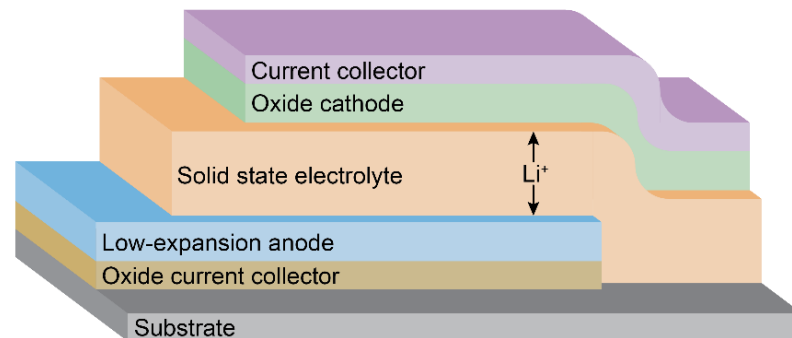 Current collector
Oxide cathode
Solid state electrolyte
Li⁺
Low-expansion anode
Oxide current collector
Substrate